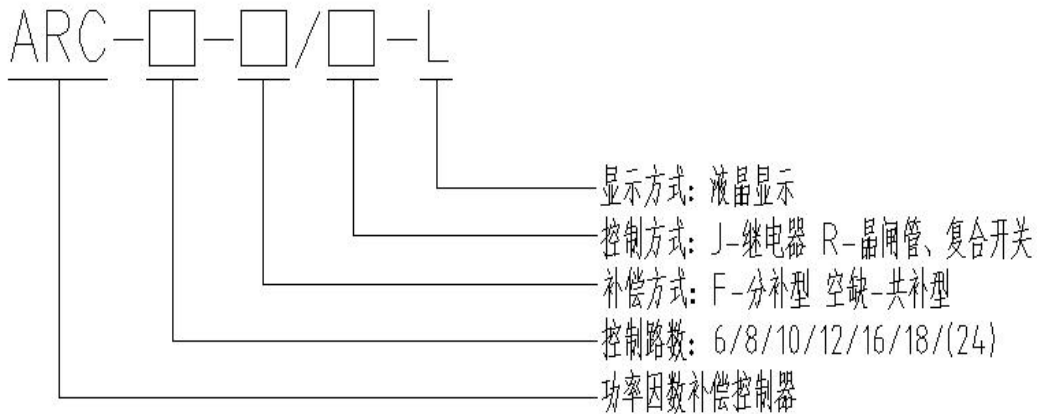 ARC-□-□/□-L
显示方式: 液晶显示
控制方式: J-继电器 R-晶闸管、复合开关
补偿方式: F-分补型 空缺-共补型
控制路数: 6/8/10/12/16/18/(24)
功率因数补偿控制器